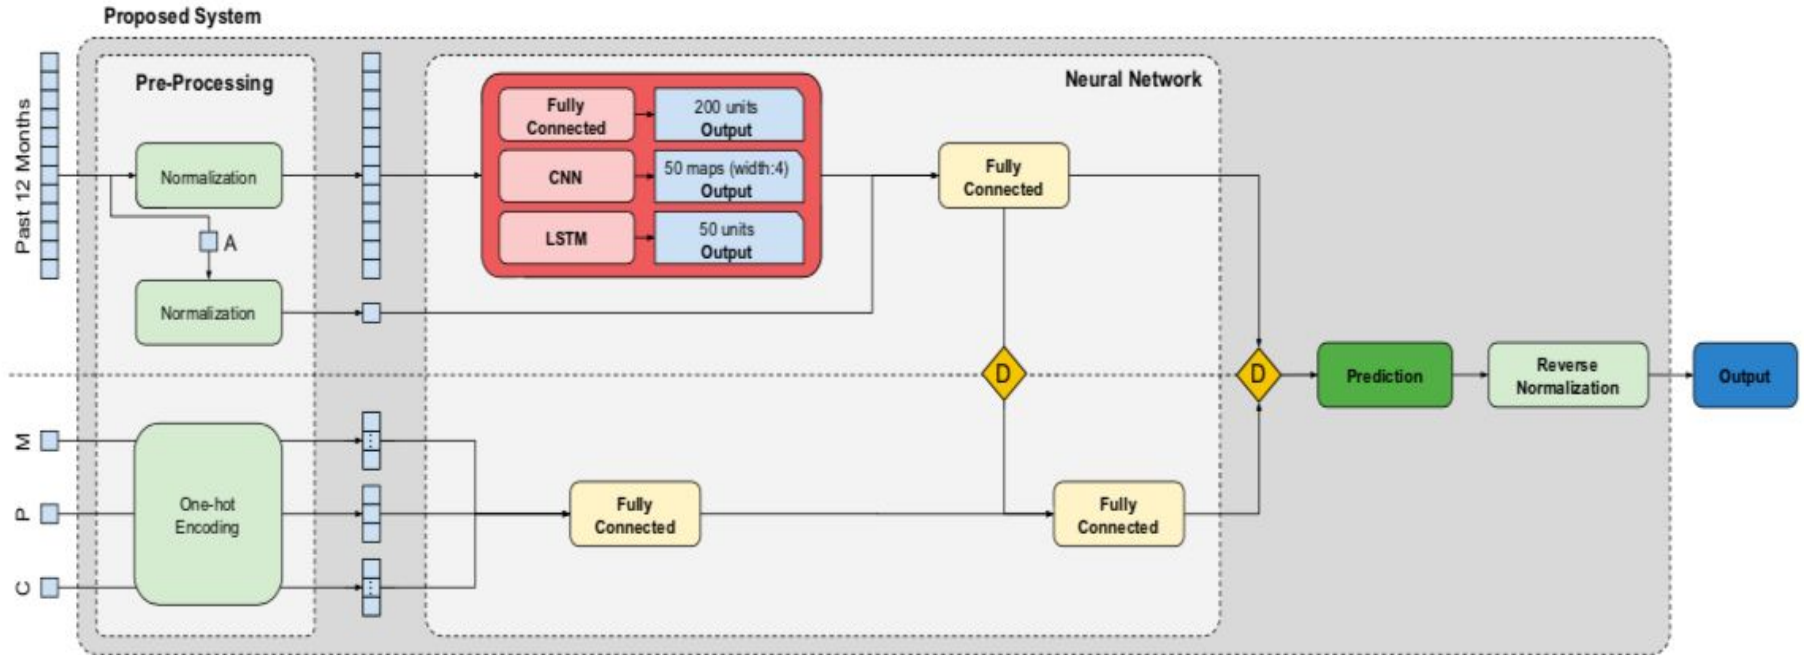 Proposed System
Pre-Processing
Neural Network
Past 12 Months
Normalization
A
Normalization
Fully
Connected
200 units
Output
CNN
50 maps (width:4)
Output
LSTM
50 units
Output
Fully
Connected
D
D
Prediction
Reverse
Normalization
Output
M
P
C
One-hot
Encoding
Fully
Connected
Fully
Connected